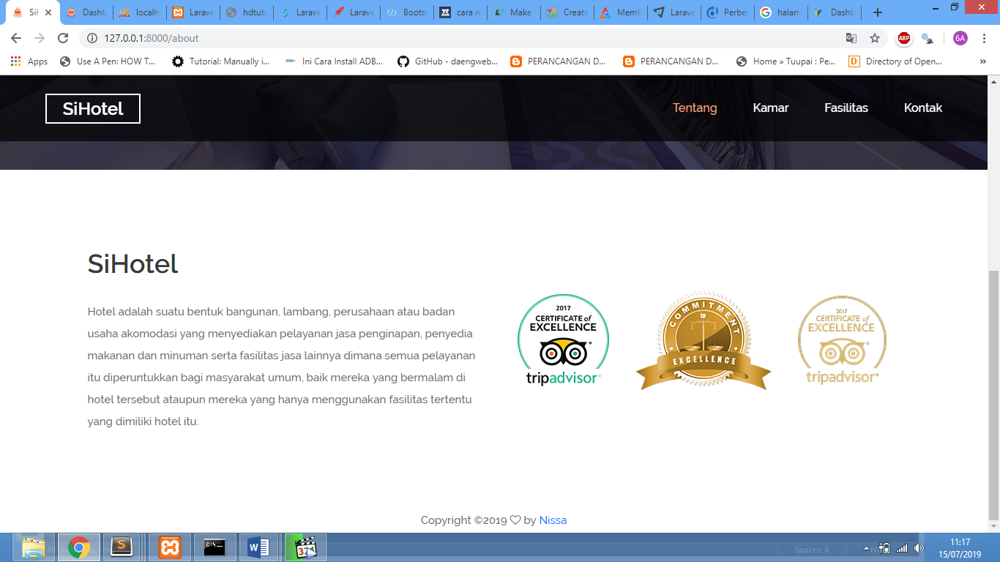 SiH
Dashb
localh
Larave
hdtut
Larave
Larave
Boots
cara m
Make
Create
Memb
Larave
Perbe
halam
Dashb
127.0.0.1:8000/about
ABP
6A
Apps
Use A Pen: HOW T...
Tutorial: Manually i...
Ini Cara Install ADB...
GitHub - daengweb...
PERANCANGAN D...
PERANCANGAN D...
Home » Tuupai : Pe...
Directory of Open...
»
SiHotel
Tentang
Kamar
Fasilitas
Kontak
SiHotel
Hotel adalah suatu bentuk bangunan, lambang, perusahaan atau badan
usaha akomodasi yang menyediakan pelayanan jasa penginapan, penyedia
makanan dan minuman serta fasilitas jasa lainnya dimana semua pelayanan
itu diperuntukkan bagi masyarakat umum, baik mereka yang bermalam di
hotel tersebut ataupun mereka yang hanya menggunakan fasilitas tertentu
yang dimiliki hotel itu.
2017
CERTIFICATE of
EXCELLENCE
tripadvisor®
COMMITMENT
to
EXCELLENCE
2017
CERTIFICATE of
EXCELLENCE
tripadvisor®
Copyright ©2019 ♡ by Nissa
Spaces: 4
11:17
15/07/2019